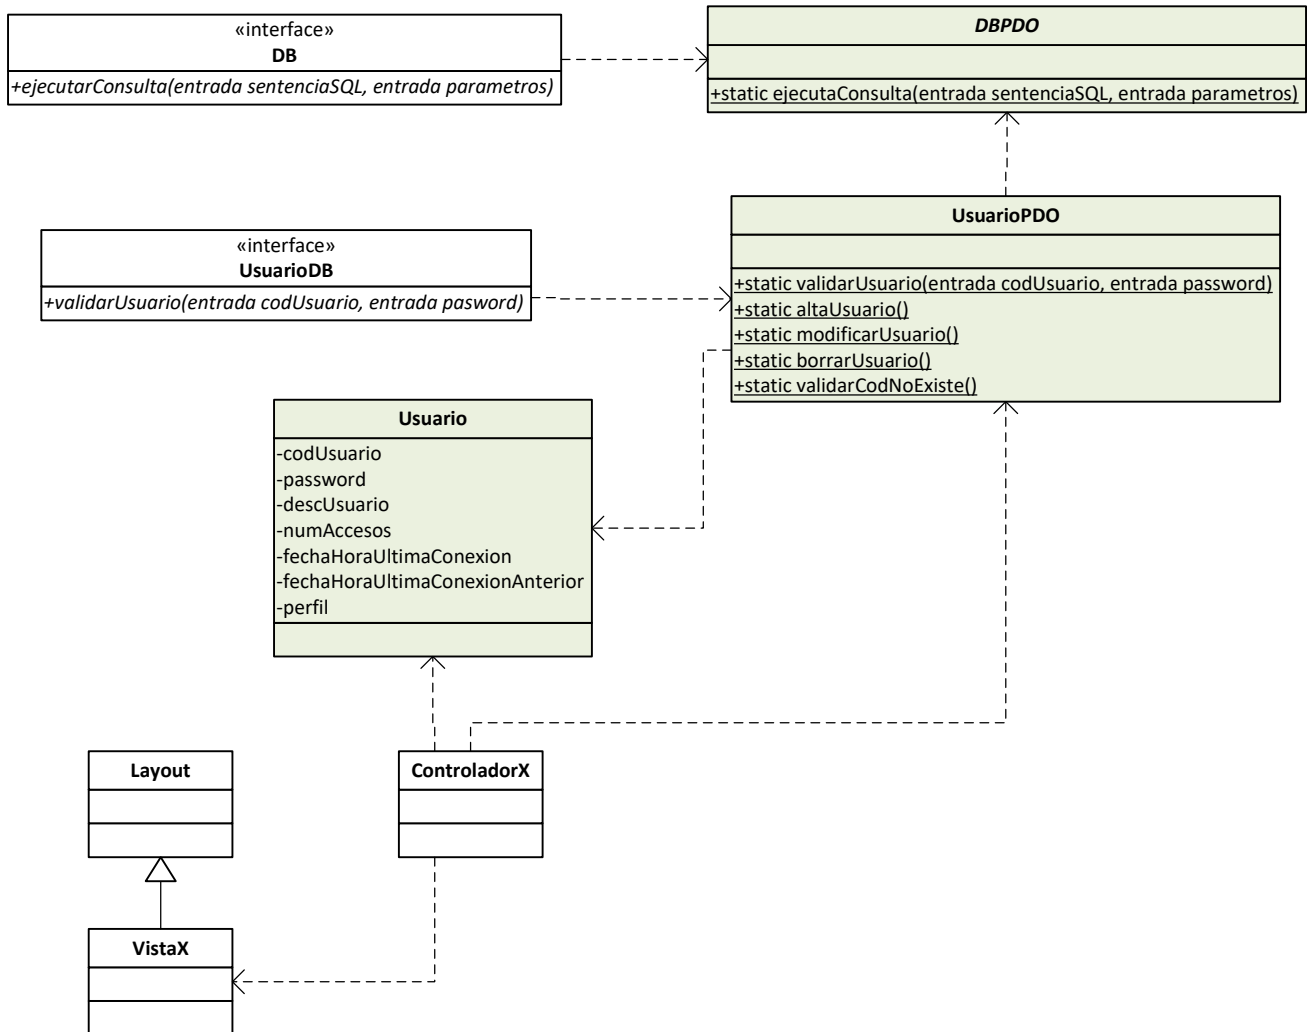 «interface»
DB
+ejecutarConsulta(entrada sentenciaSQL, entrada parametros)
DBPDO
+static ejecutaConsulta(entrada sentenciaSQL, entrada parametros)
UsuarioPDO
+static validarUsuario(entrada codUsuario, entrada password)
+static altaUsuario()
+static modificarUsuario()
+static borrarUsuario()
+static validarCodNoExiste()
«interface»
UsuarioDB
+validarUsuario(entrada codUsuario, entrada pasword)
Usuario
-codUsuario
-password
-descUsuario
-numAccesos
-fechaHoraUltimaConexion
-fechaHoraUltimaConexionAnterior
-perfil
Layout
ControladorX
VistaX